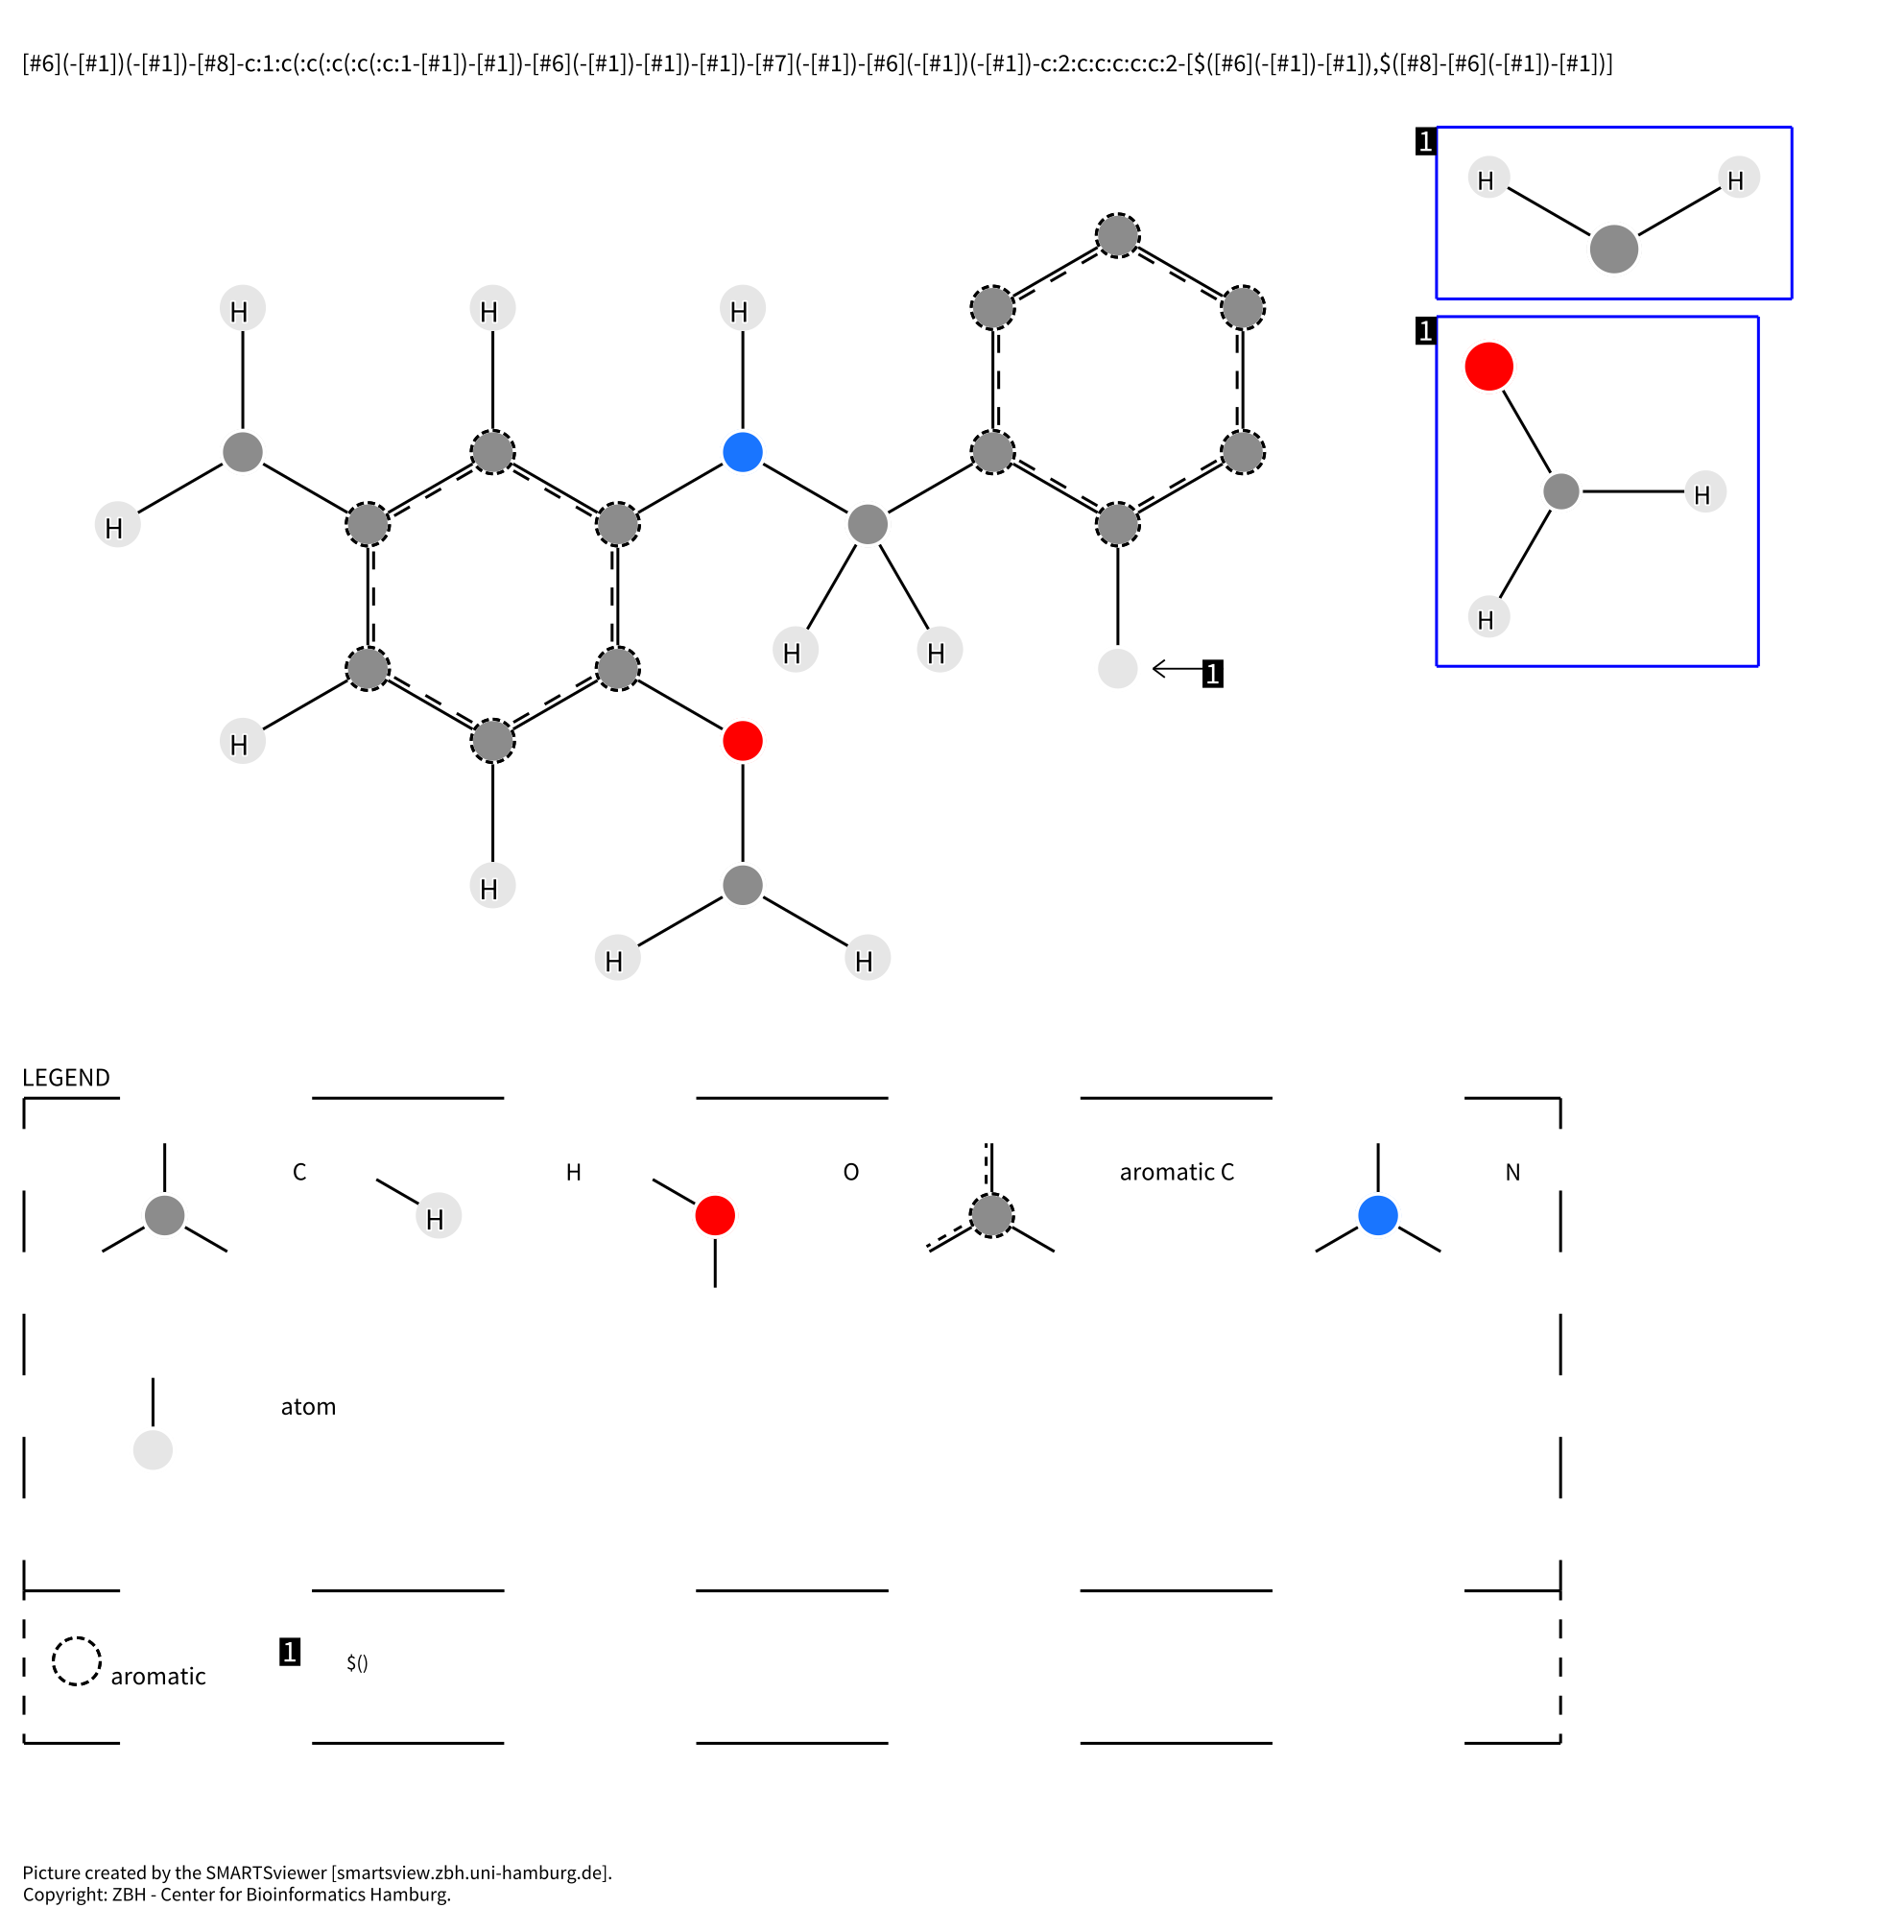 [#6](-[#1])(-[#1])-[#8]-c:1:c(:c(:c(:c(:c:1-[#1])-[#1])-[#6](-[#1])-[#1])-[#1])-[#7](-[#1])-[#6](-[#1])(-[#1])-c:2:c:c:c:c:c:2-[$([#6](-[#1])-[#1]),$([#8]-[#6](-[#1])-[#1])]
1
H H
1
H H H
H
H
H
H H
H
H
H
1
H
H H
LEGEND
C H O aromatic C N
H
atom
aromatic 1 $()
Picture created by the SMARTSviewer [smartsview.zbh.uni-hamburg.de].
Copyright: ZBH - Center for Bioinformatics Hamburg.